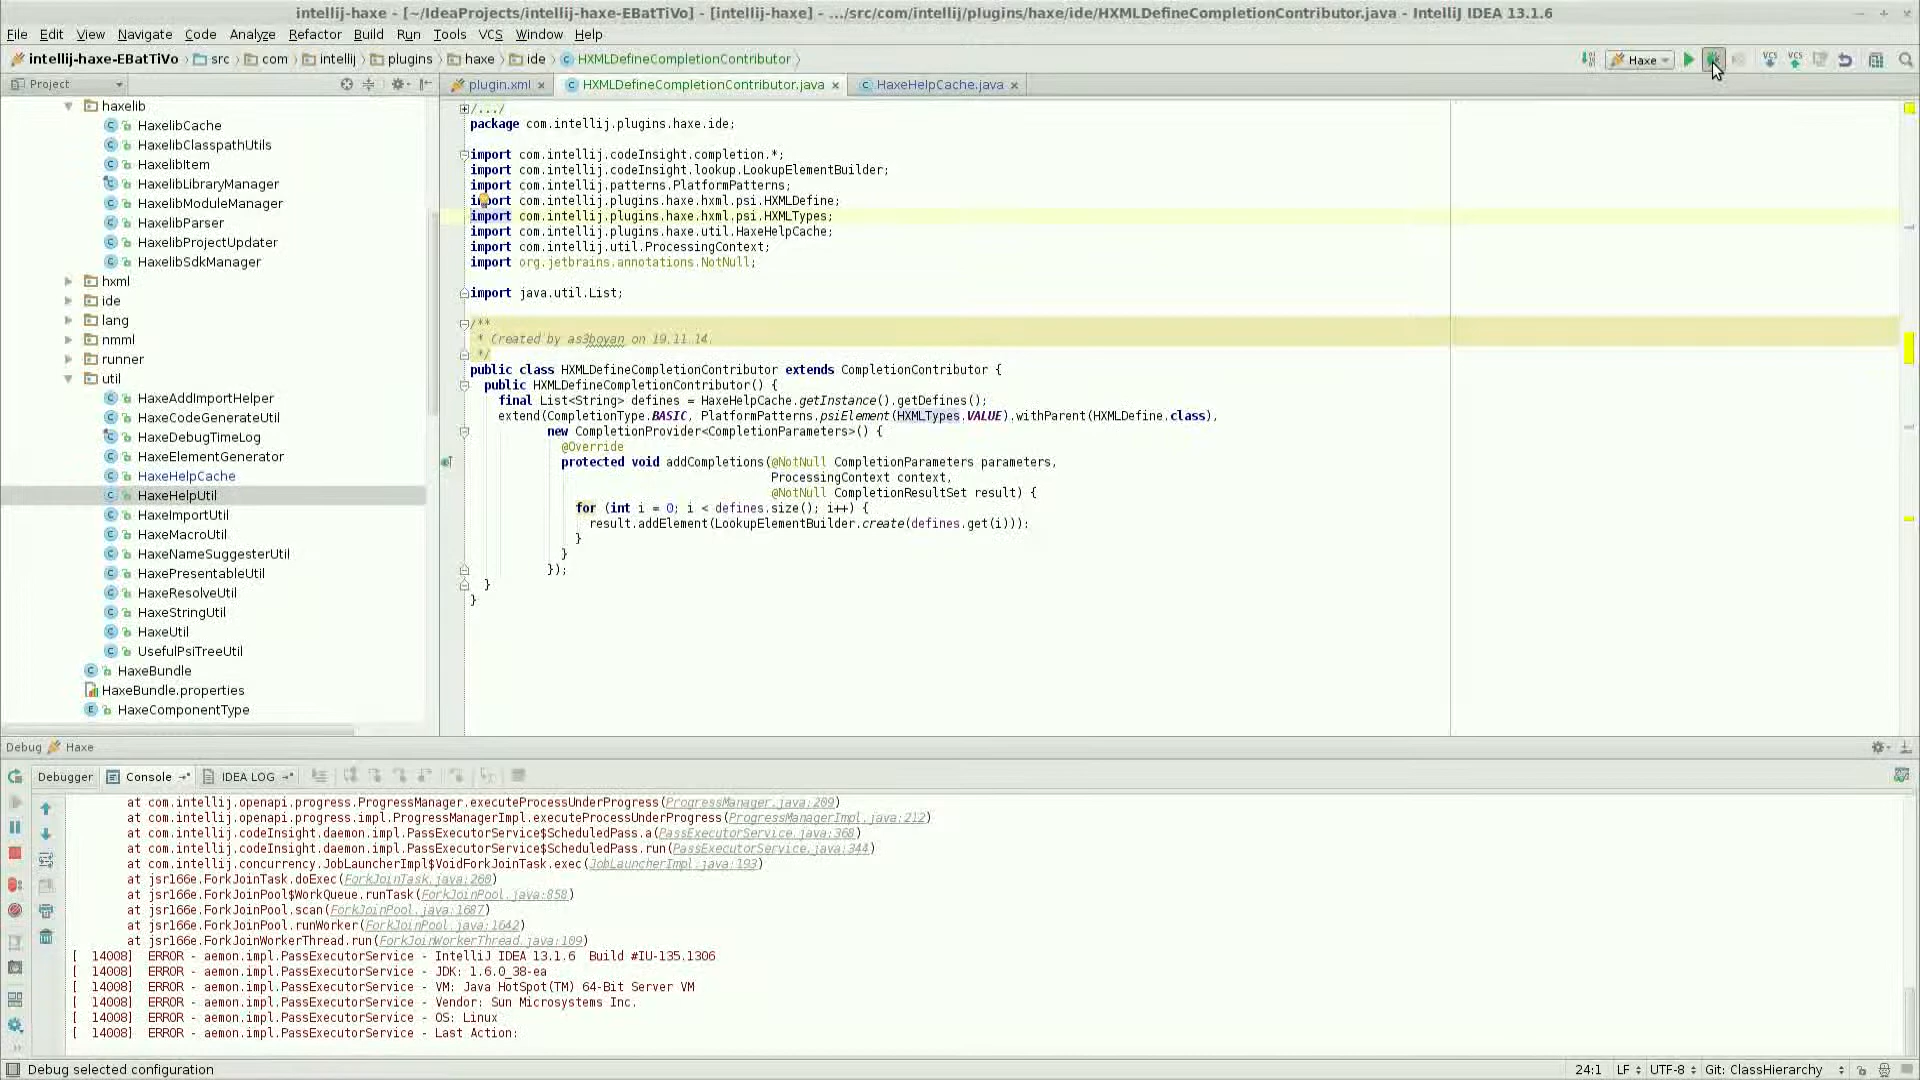 intellij-haxe - [~/IdeaProjects/intellij-haxe-EBatTiVo] - [intellij-haxe] - .../src/com/intellij/plugins/haxe/ide/HXMLDefineCompletionContributor.java - IntelliJ IDEA 13.1.6
File Edit View Navigate Code Analyze Refactor Build Run Tools VCS Window Help
intellij-haxe-EBatTiVo src com intellij plugins haxe ide HXMLDefineCompletionContributor Haxe
Project
plugin.xml HXMLDefineCompletionContributor.java HaxeHelpCache.java
haxelib
HaxelibCache
HaxelibClasspathUtils
HaxelibItem
HaxelibLibraryManager
HaxelibModuleManager
HaxelibParser
HaxelibProjectUpdater
HaxelibSdkManager
hxml
ide
lang
nmml
runner
util
HaxeAddImportHelper
HaxeCodeGenerateUtil
HaxeDebugTimeLog
HaxeElementGenerator
HaxeHelpCache
HaxeHelpUtil
HaxeImportUtil
HaxeMacroUtil
HaxeNameSuggesterUtil
HaxePresentableUtil
HaxeResolveUtil
HaxeStringUtil
HaxeUtil
UsefulPsiTreeUtil
HaxeBundle
HaxeBundle.properties
HaxeComponentType
/.../
package com.intellij.plugins.haxe.ide;
import com.intellij.codeInsight.completion.*;
import com.intellij.codeInsight.lookup.LookupElementBuilder;
import com.intellij.patterns.PlatformPatterns;
import com.intellij.plugins.haxe.hxml.psi.HXMLDefine;
import com.intellij.plugins.haxe.hxml.psi.HXMLTypes;
import com.intellij.plugins.haxe.util.HaxeHelpCache;
import com.intellij.util.ProcessingContext;
import org.jetbrains.annotations.NotNull;
import java.util.List;
/**
* Created by as3boyan on 19.11.14.
*/
public class HXMLDefineCompletionContributor extends CompletionContributor {
public HXMLDefineCompletionContributor() {
final List<String> defines = HaxeHelpCache.getInstance().getDefines();
extend(CompletionType.BASIC, PlatformPatterns.psiElement(HXMLTypes.VALUE).withParent(HXMLDefine.class),
new CompletionProvider<CompletionParameters>() {
@Override
protected void addCompletions(@NotNull CompletionParameters parameters,
ProcessingContext context,
@NotNull CompletionResultSet result) {
for (int i = 0; i < defines.size(); i++) {
result.addElement(LookupElementBuilder.create(defines.get(i)));
}
}
});
}
}
Debug Haxe
Debugger Console IDEA LOG
at com.intellij.openapi.progress.ProgressManager.executeProcessUnderProgress(ProgressManager.java:209)
at com.intellij.openapi.progress.impl.ProgressManagerImpl.executeProcessUnderProgress(ProgressManagerImpl.java:212)
at com.intellij.codeInsight.daemon.impl.PassExecutorService$ScheduledPass.a(PassExecutorService.java:368)
at com.intellij.codeInsight.daemon.impl.PassExecutorService$ScheduledPass.run(PassExecutorService.java:344)
at com.intellij.concurrency.JobLauncherImpl$VoidForkJoinTask.exec(JobLauncherImpl.java:193)
at jsr166e.ForkJoinTask.doExec(ForkJoinTask.java:260)
at jsr166e.ForkJoinPool$WorkQueue.runTask(ForkJoinPool.java:858)
at jsr166e.ForkJoinPool.scan(ForkJoinPool.java:1687)
at jsr166e.ForkJoinPool.runWorker(ForkJoinPool.java:1642)
at jsr166e.ForkJoinWorkerThread.run(ForkJoinWorkerThread.java:109)
[ 14008] ERROR - aemon.impl.PassExecutorService - IntelliJ IDEA 13.1.6 Build #IU-135.1306
[ 14008] ERROR - aemon.impl.PassExecutorService - JDK: 1.6.0_38-ea
[ 14008] ERROR - aemon.impl.PassExecutorService - VM: Java HotSpot(TM) 64-Bit Server VM
[ 14008] ERROR - aemon.impl.PassExecutorService - Vendor: Sun Microsystems Inc.
[ 14008] ERROR - aemon.impl.PassExecutorService - OS: Linux
[ 14008] ERROR - aemon.impl.PassExecutorService - Last Action:
Debug selected configuration 24:1 LF UTF-8 Git: ClassHierarchy